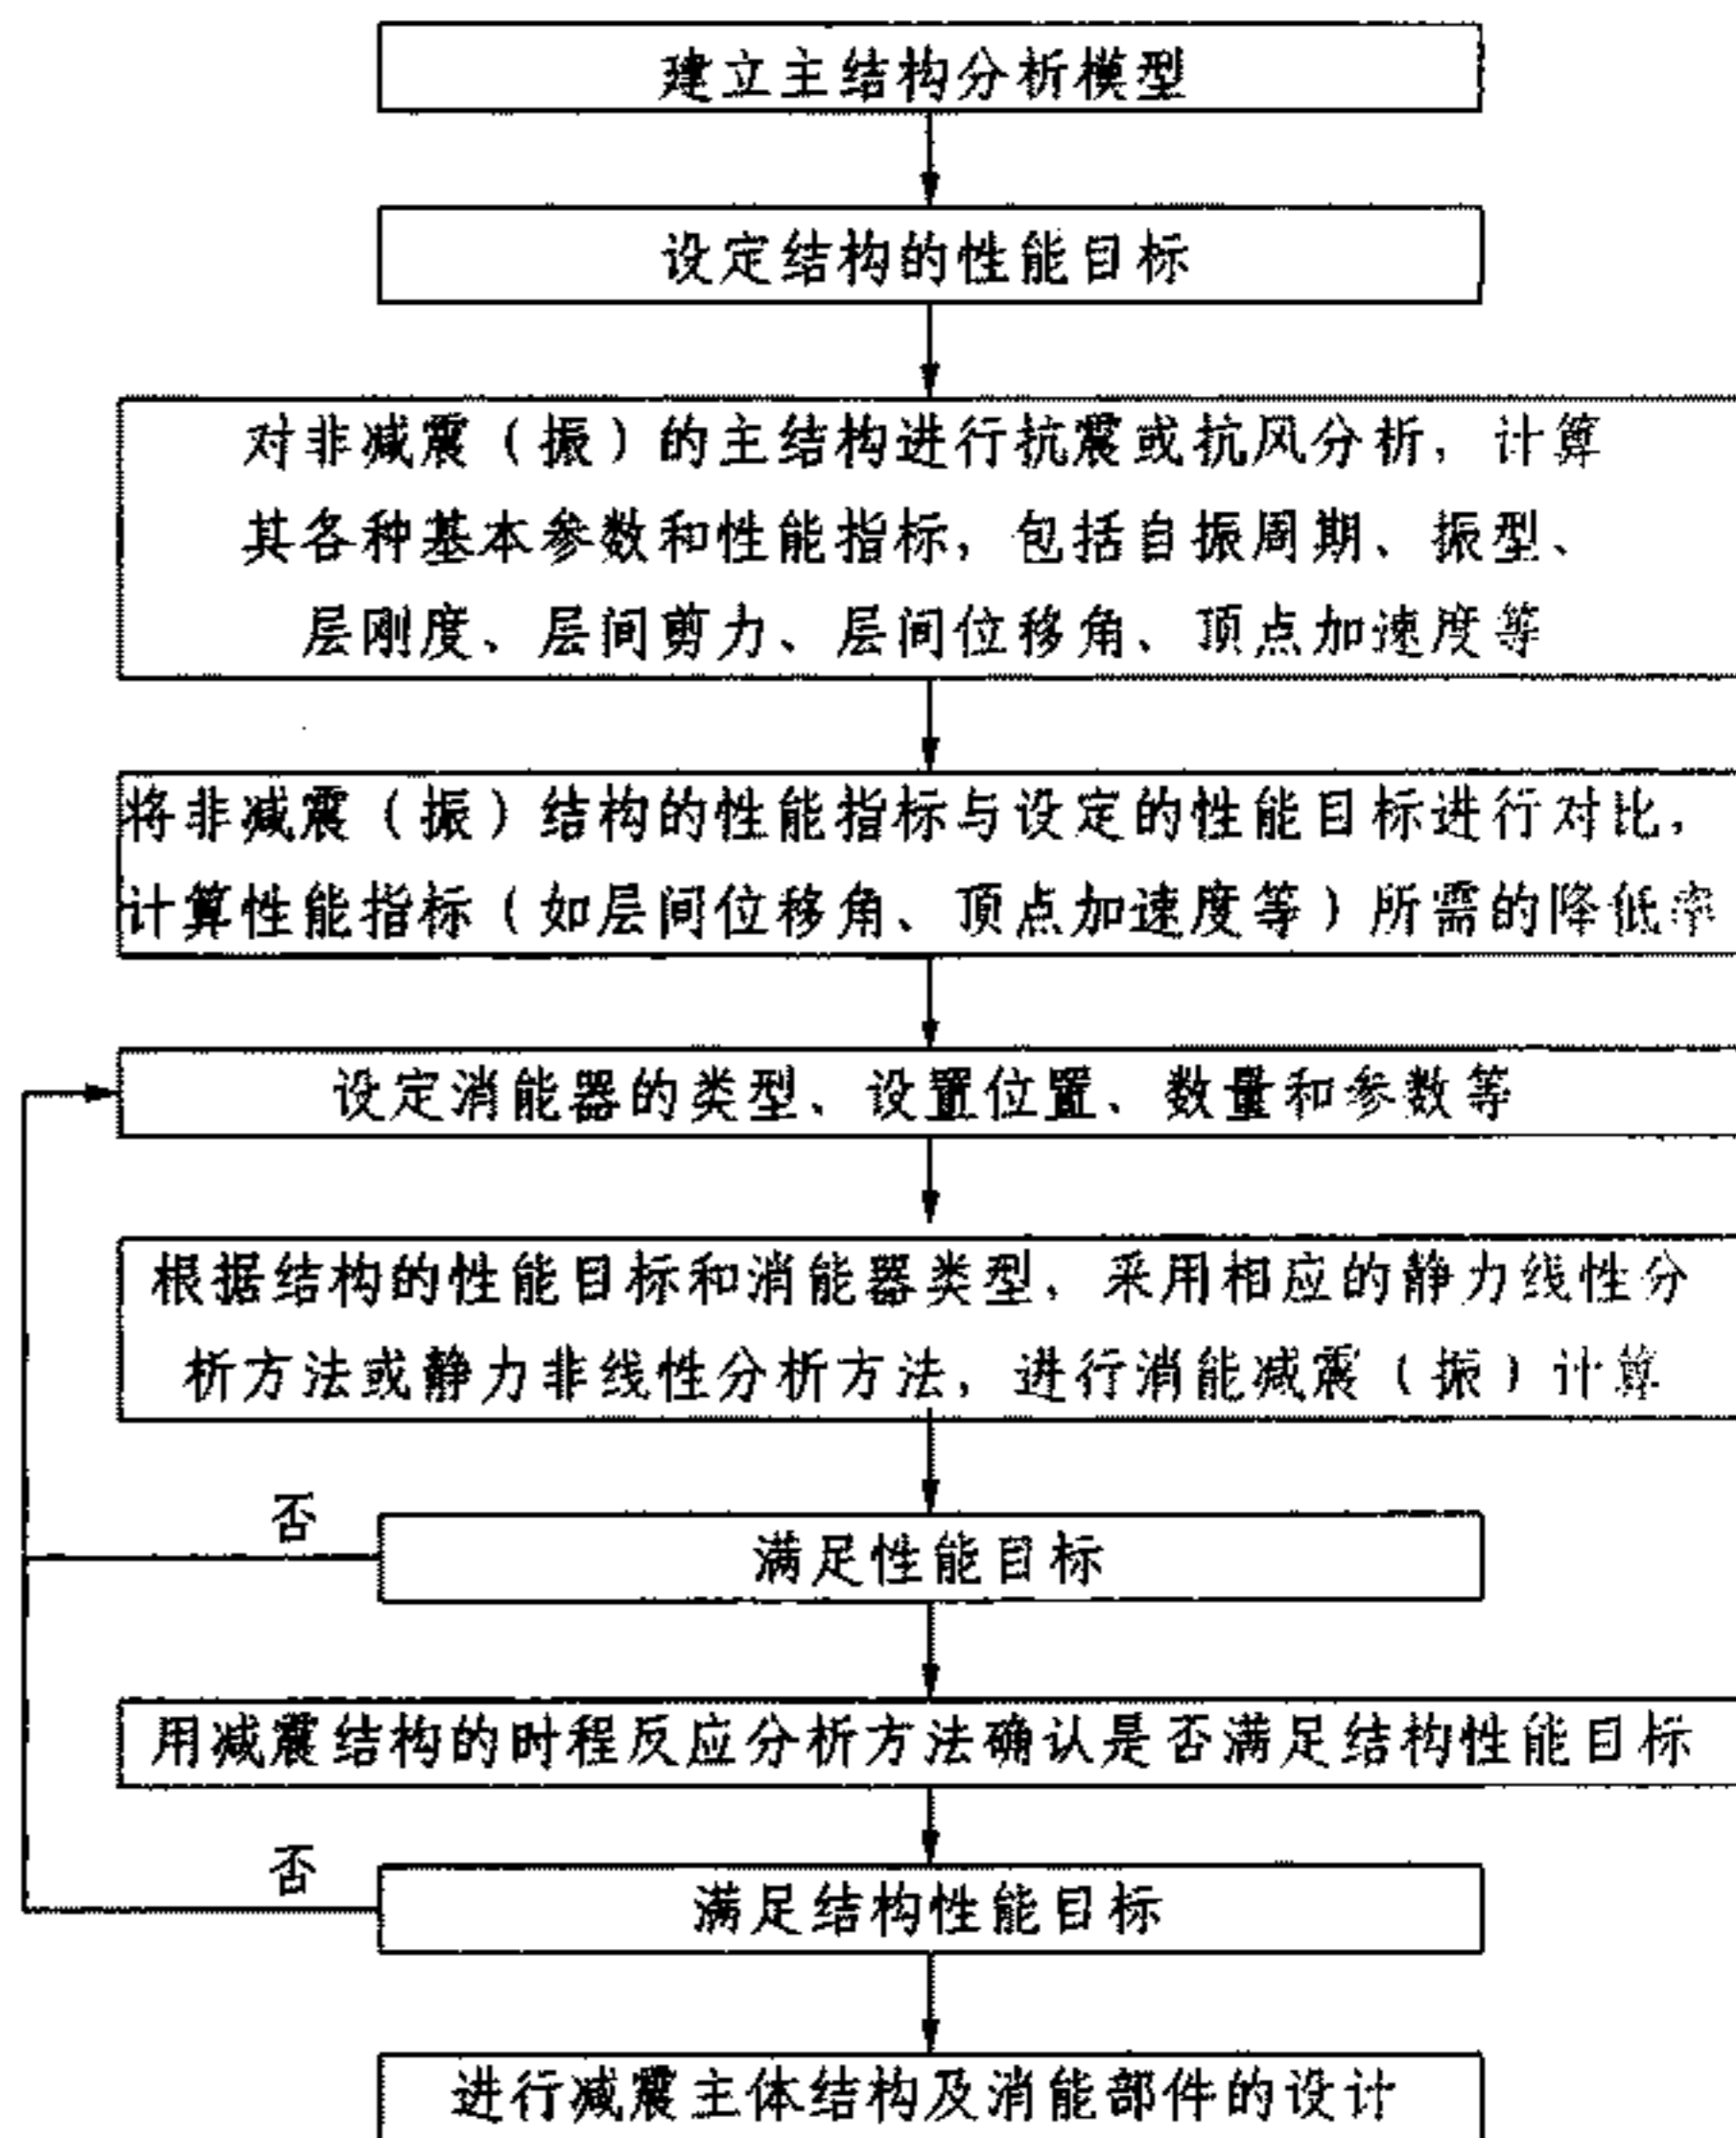 建立主结构分析模型
设定结构的性能目标
对非减震（振）的主结构进行抗震或抗风分析，计算
其各种基本参数和性能指标，包括自振周期、振型、
层刚度、层间剪力、层间位移角、顶点加速度等
将非减震（振）结构的性能指标与设定的性能目标进行对比，
计算性能指标（如层间位移角、顶点加速度等）所需的降低率
设定消能器的类型、设置位置、数量和参数等
根据结构的性能目标和消能器类型，采用相应的静力线性分
析方法或静力非线性分析方法，进行消能减震（振）计算
否
满足性能目标
用减震结构的时程反应分析方法确认是否满足结构性能目标
否
满足结构性能目标
进行减震主体结构及消能部件的设计